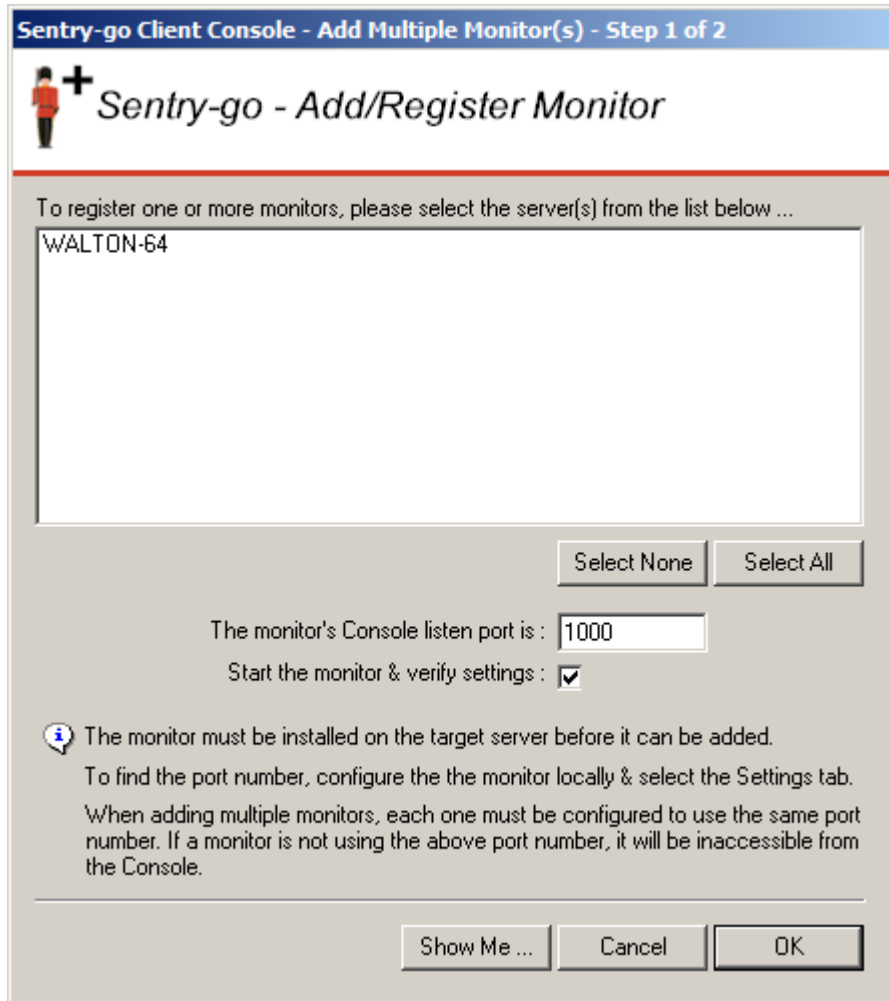 Sentry-go Client Console - Add Multiple Monitor(s) - Step 1 of 2
Sentry-go - Add/Register Monitor
To register one or more monitors, please select the server(s) from the list below ...
WALTON-64
Select None
Select All
The monitor's Console listen port is : 1000
Start the monitor & verify settings :
The monitor must be installed on the target server before it can be added.
To find the port number, configure the the monitor locally & select the Settings tab.
When adding multiple monitors, each one must be configured to use the same port
number. If a monitor is not using the above port number, it will be inaccessible from
the Console.
Show Me ...
Cancel
OK